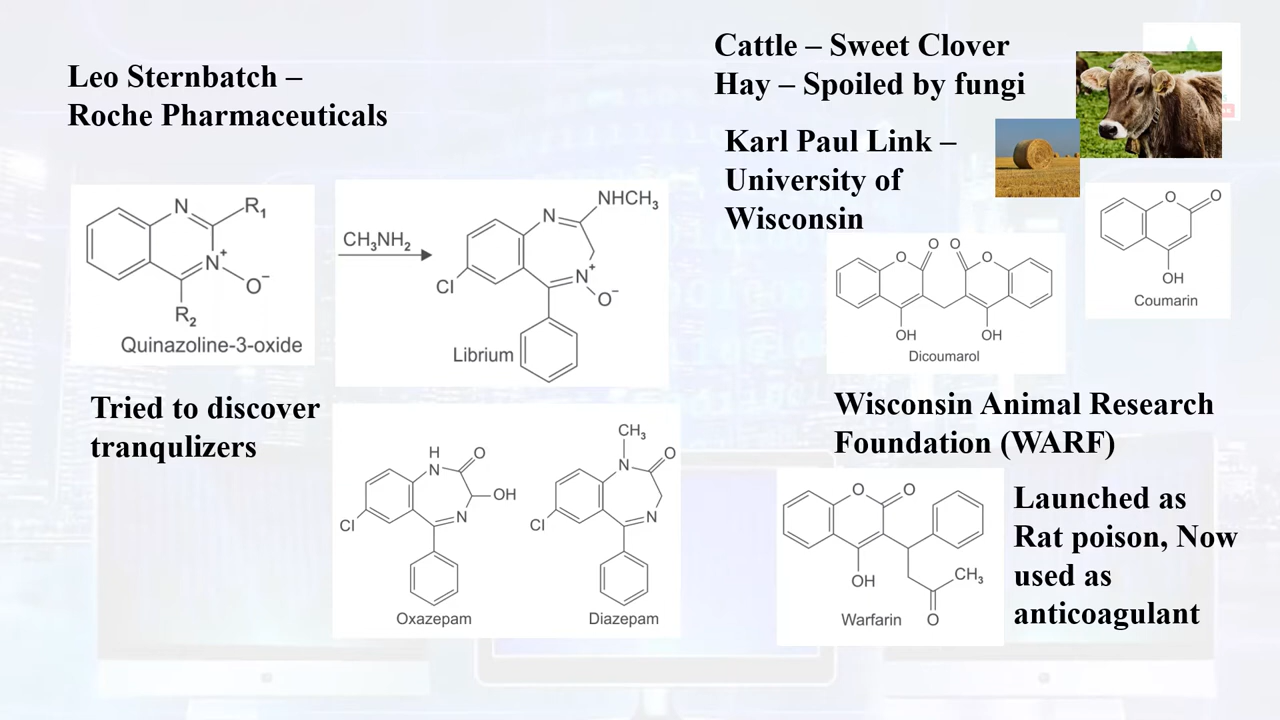 Leo Sternbatch –
Roche Pharmaceuticals
N
R1
N+
O−
R2
Quinazoline-3-oxide
CH3NH2
NHCH3
N
Cl
N+
O−
Librium
Tried to discover
tranqulizers
H
N
O
OH
Cl
N
Oxazepam
CH3
N
O
Cl
N
Diazepam
Cattle – Sweet Clover
Hay – Spoiled by fungi
Karl Paul Link –
University of
Wisconsin
O
O
OH
Coumarin
O O
O O
OH OH
Dicoumarol
Wisconsin Animal Research
Foundation (WARF)
O
O
OH
CH3
O
Warfarin
Launched as
Rat poison, Now
used as
anticoagulant